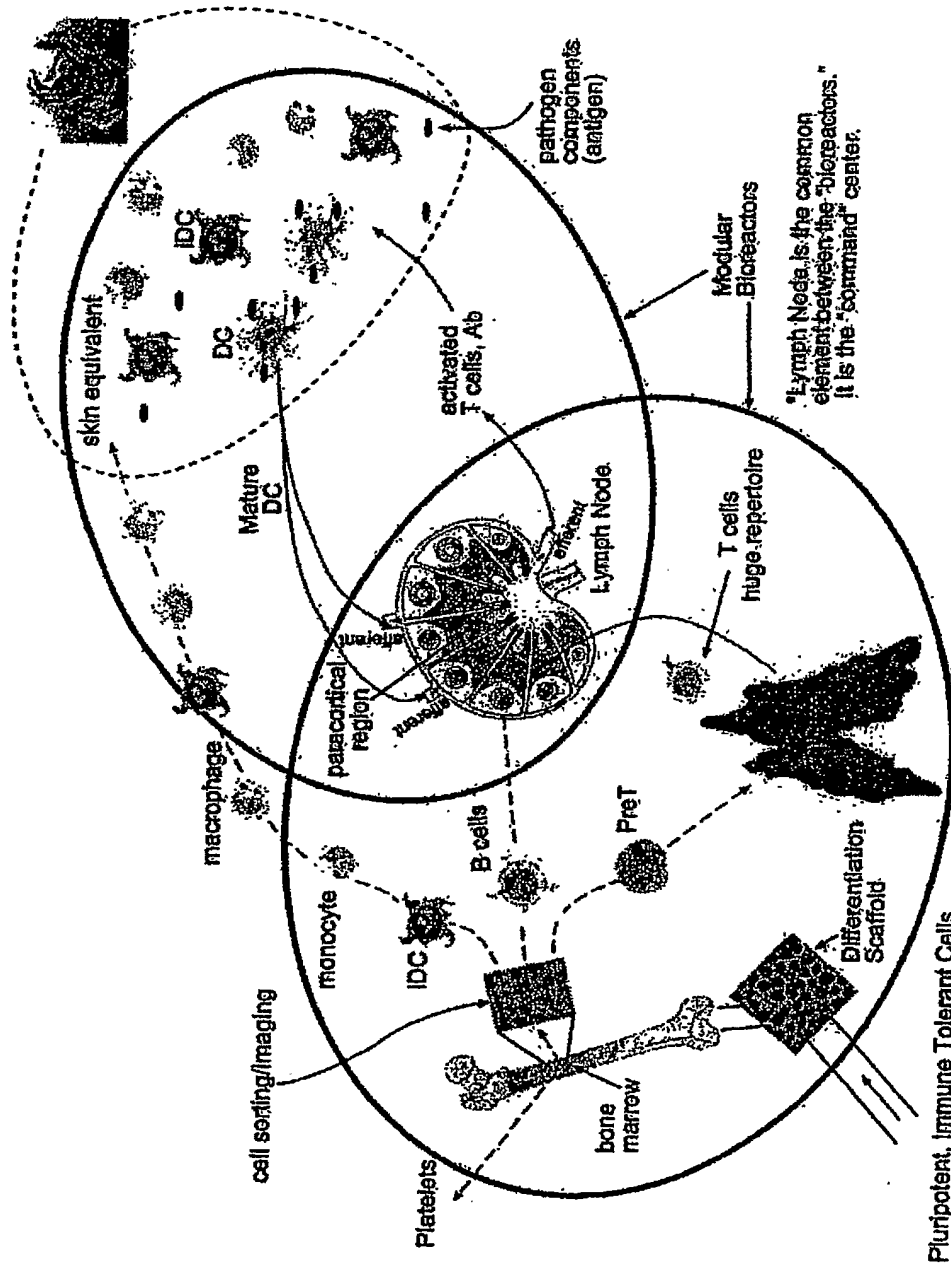 Platelets
cell sorting/imaging
bone
marrow
Pluripotent, Immune Tolerant Cells
Differentiation
Scaffold
IDC
monocyte
macrophage
B cells
PreT
paracortical
region
efferent
afferent
efferent
Lymph Node
T cells
huge repertoire
Mature
DC
skin equivalent
DC
IDC
activated
T cells, Ab
pathogen
components
(antigen)
Modular
Bioreactors
"Lymph Node is the common
element between the "bioreactors."
It is the "command" center.